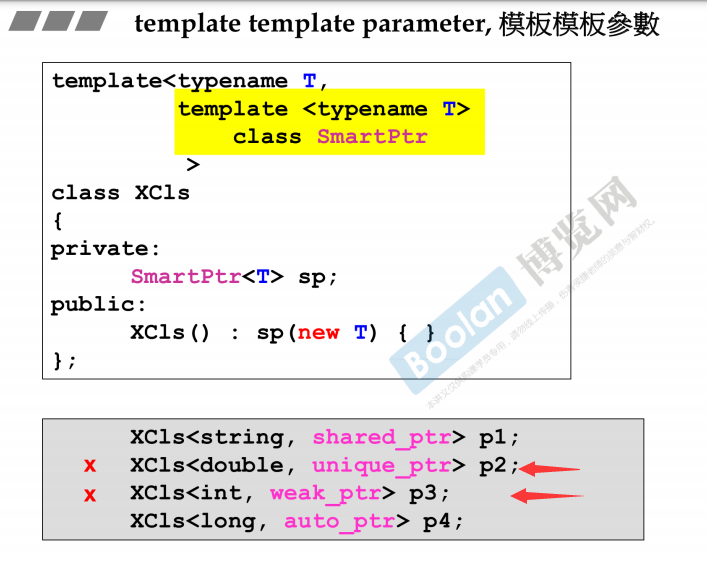 template template parameter, 模板模板參數
template<typename T,
template <typename T>
class SmartPtr
>
class XCls
{
private:
SmartPtr<T> sp;
public:
XCls() : sp(new T) { }
};
Boolan 博览网
XCls<string, shared_ptr> p1;
x XCls<double, unique_ptr> p2;
x XCls<int, weak_ptr> p3;
XCls<long, auto_ptr> p4;